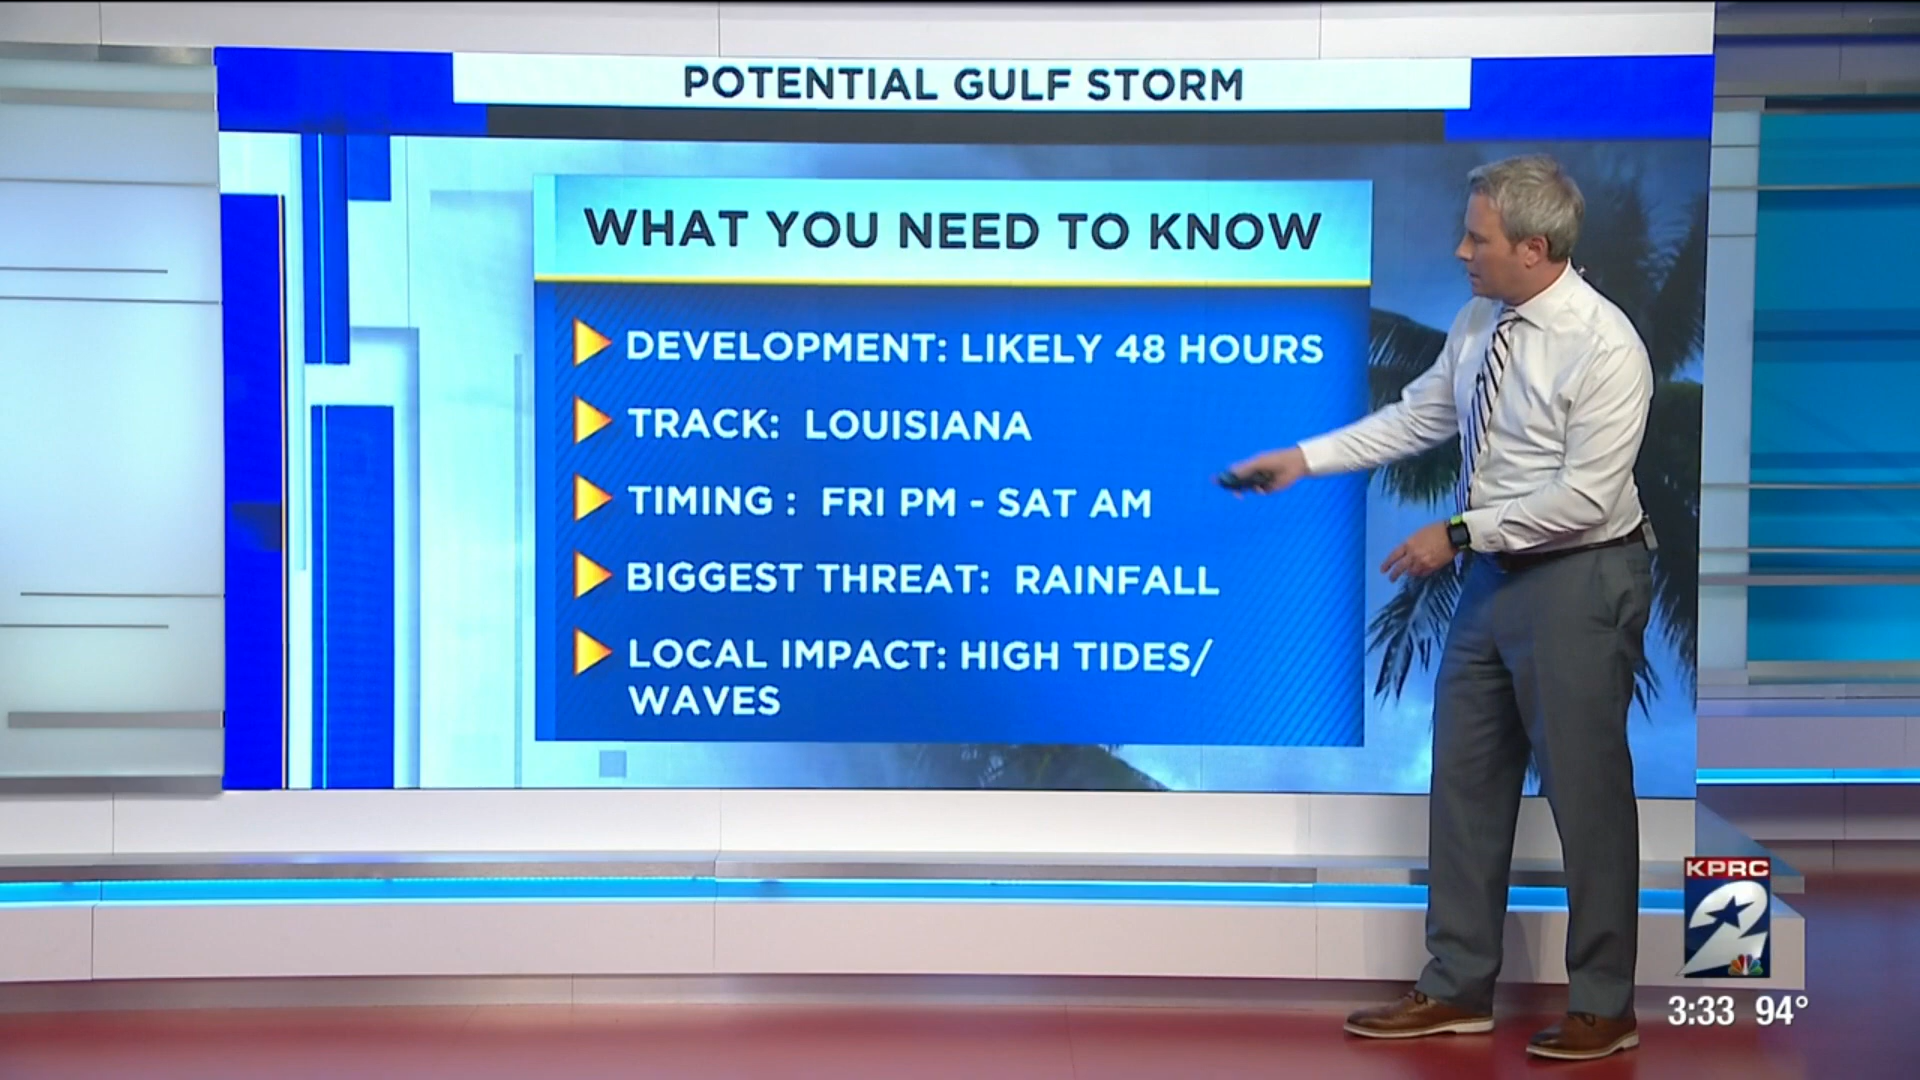 POTENTIAL GULF STORM
WHAT YOU NEED TO KNOW
DEVELOPMENT: LIKELY 48 HOURS
TRACK: LOUISIANA
TIMING : FRI PM - SAT AM
BIGGEST THREAT: RAINFALL
LOCAL IMPACT: HIGH TIDES/
WAVES
KPRC
2
3:33 94°